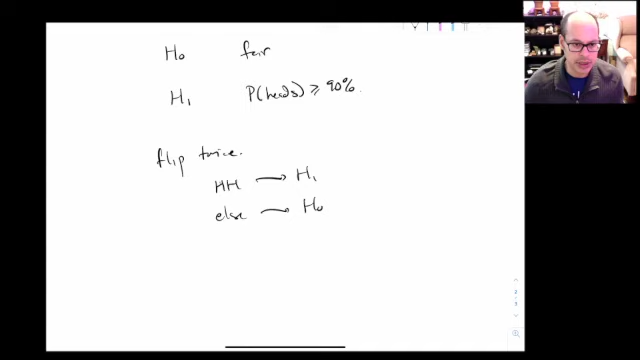 H0 fair
H1 P(heads) ≥ 90%.
flip twice.
HH → H1
else → H0